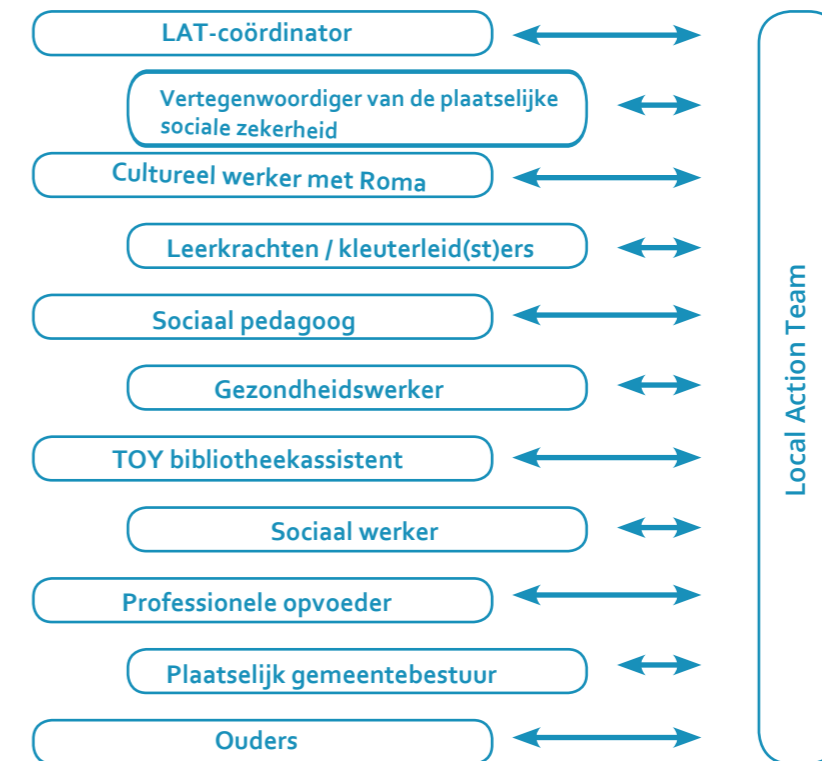 LAT-coördinator
Vertegenwoordiger van de plaatselijke
sociale zekerheid
Cultureel werker met Roma
Leerkrachten / kleuterleid(st)ers
Sociaal pedagoog
Gezondheidswerker
TOY bibliotheekassistent
Sociaal werker
Professionele opvoeder
Plaatselijk gemeentebestuur
Ouders
Local Action Team